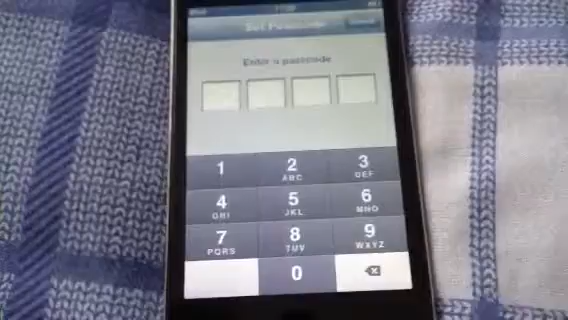 Set Passcode
Enter a passcode
1
2 ABC
3 DEF
4 GHI
5 JKL
6 MNO
7 PQRS
8 TUV
9 WXYZ
0